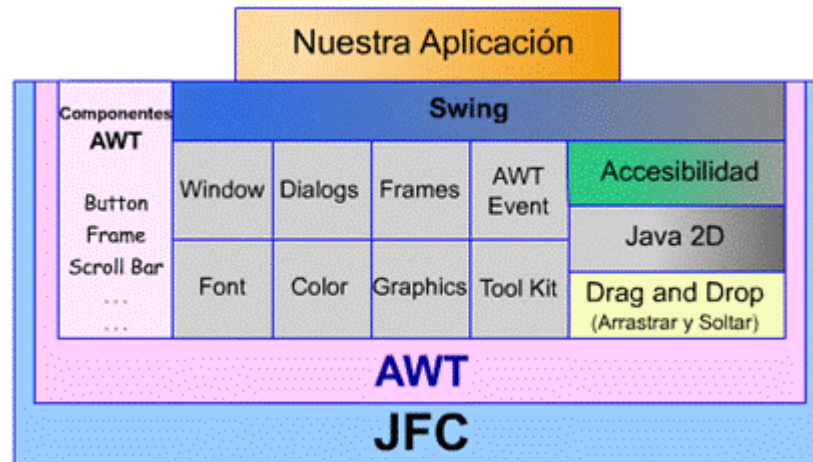 Nuestra Aplicación
Componentes
AWT
Button
Frame
Scroll Bar
...
...
Swing
Window
Dialogs
Frames
AWT
Event
Font
Color
Graphics
Tool Kit
Accesibilidad
Java 2D
Drag and Drop
(Arrastrar y Soltar)
AWT
JFC